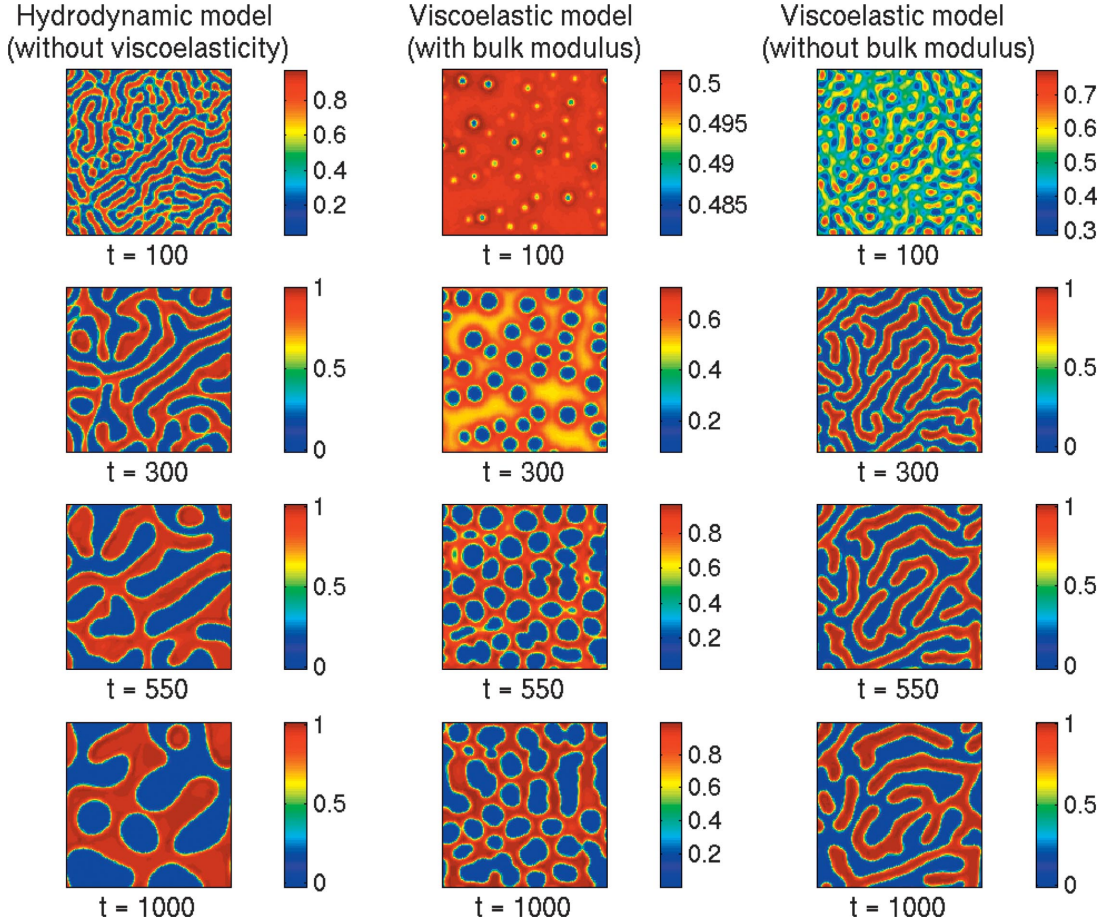 Hydrodynamic model
(without viscoelasticity)
Viscoelastic model
(with bulk modulus)
Viscoelastic model
(without bulk modulus)
0.8
0.6
0.4
0.2
t = 100
0.5
0.495
0.49
0.485
t = 100
0.7
0.6
0.5
0.4
0.3
t = 100
1
0.5
0
t = 300
0.6
0.4
0.2
t = 300
1
0.5
0
t = 300
1
0.5
0
t = 550
0.8
0.6
0.4
0.2
t = 550
1
0.5
0
t = 550
1
0.5
0
t = 1000
0.8
0.6
0.4
0.2
t = 1000
1
0.5
0
t = 1000